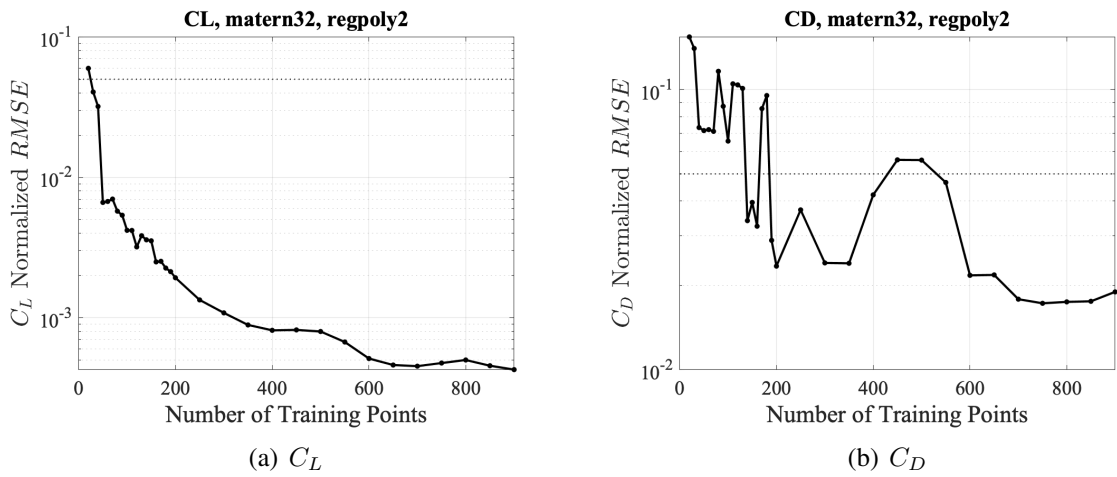 CL, matern32, regpoly2
10^-1
10^-2
10^-3
C_L Normalized RMSE
0 200 400 600 800
Number of Training Points
(a) C_L
CD, matern32, regpoly2
10^-1
10^-2
C_D Normalized RMSE
0 200 400 600 800
Number of Training Points
(b) C_D